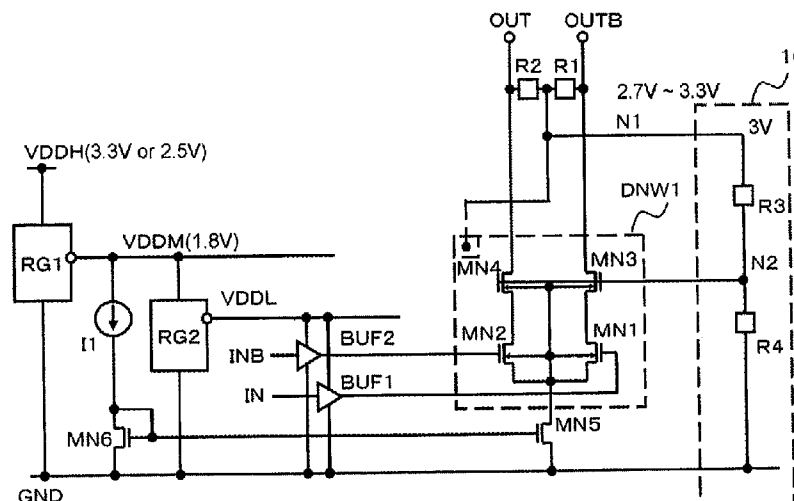 OUT OUTB
R2 R1
2.7V ~ 3.3V
N1
3V
VDDH(3.3V or 2.5V)
R3
DNW1
RG1
VDDM(1.8V)
MN4
MN3
N2
I1
RG2
VDDL
R4
BUF2
MN2
MN1
INB
IN
BUF1
MN6
MN5
GND